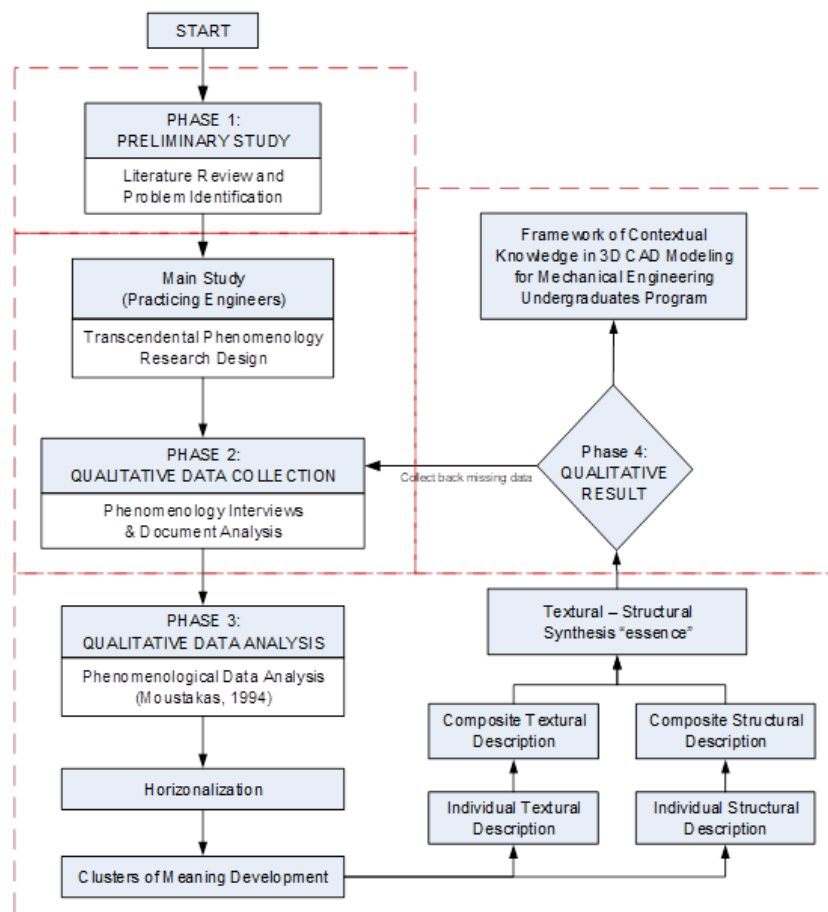 START
PHASE 1:
PRELIMINARY STUDY
Literature Review and
Problem Identification
Main Study
(Practicing Engineers)
Transcendental Phenomenology
Research Design
PHASE 2:
QUALITATIVE DATA COLLECTION
Phenomenology Interviews
& Document Analysis
PHASE 3:
QUALITATIVE DATA ANALYSIS
Phenomenological Data Analysis
(Moustakas, 1994)
Horizonalization
Clusters of Meaning Development
Individual Textural
Description
Individual Structural
Description
Composite Textural
Description
Composite Structural
Description
Textural – Structural
Synthesis “essence”
Phase 4:
QUALITATIVE
RESULT
Collect back missing data
Framework of Contextual
Knowledge in 3D CAD Modeling
for Mechanical Engineering
Undergraduates Program